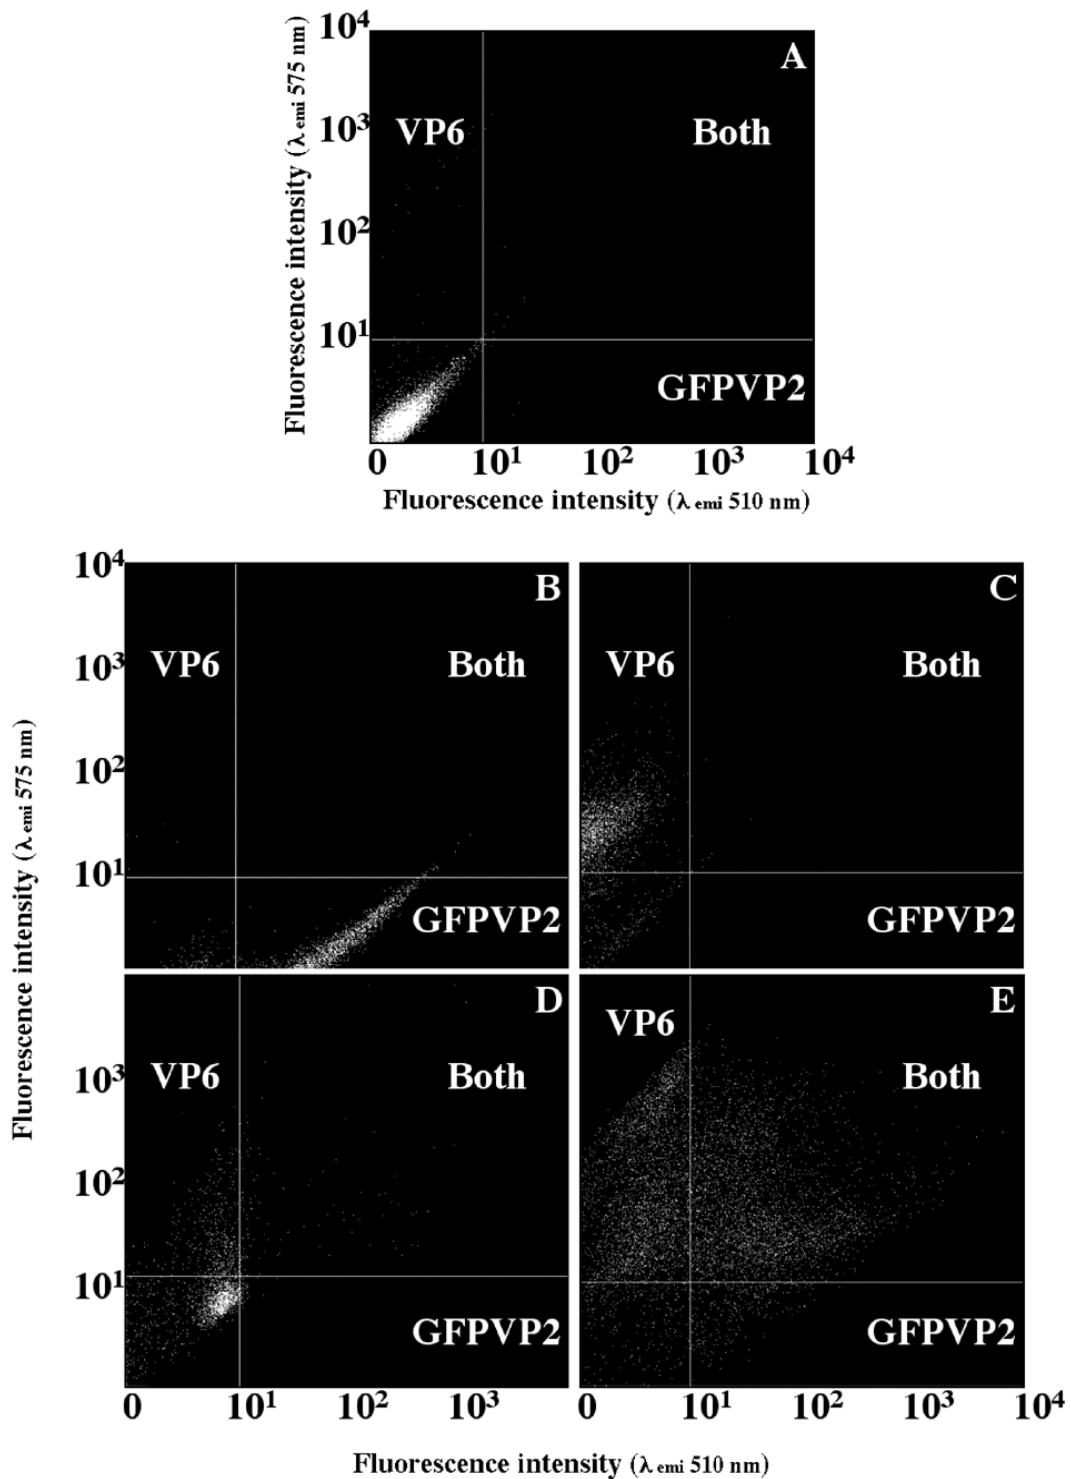 Fluorescence intensity (λ emi 575 nm)
10⁴
10³
10²
10¹
A
VP6
Both
GFPVP2
0 10¹ 10² 10³ 10⁴
Fluorescence intensity (λ emi 510 nm)
Fluorescence intensity (λ emi 575 nm)
10⁴
10³
10²
10¹
B
VP6
Both
GFPVP2
C
VP6
Both
GFPVP2
10³
10²
10¹
D
VP6
Both
GFPVP2
E
VP6
Both
GFPVP2
0 10¹ 10² 10³
0 10¹ 10² 10³ 10⁴
Fluorescence intensity (λ emi 510 nm)